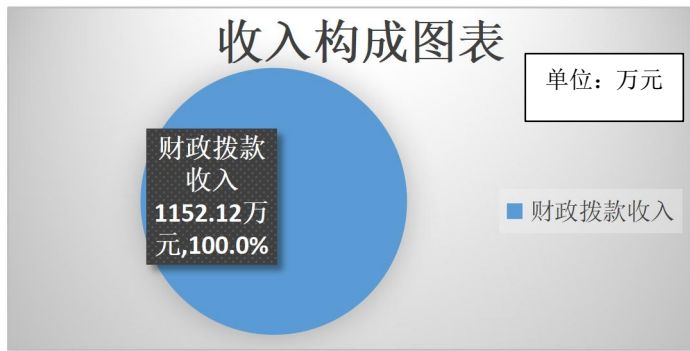 收入构成图表
单位：万元
财政拨款
收入
1152.12万
元,100.0%
财政拨款收入